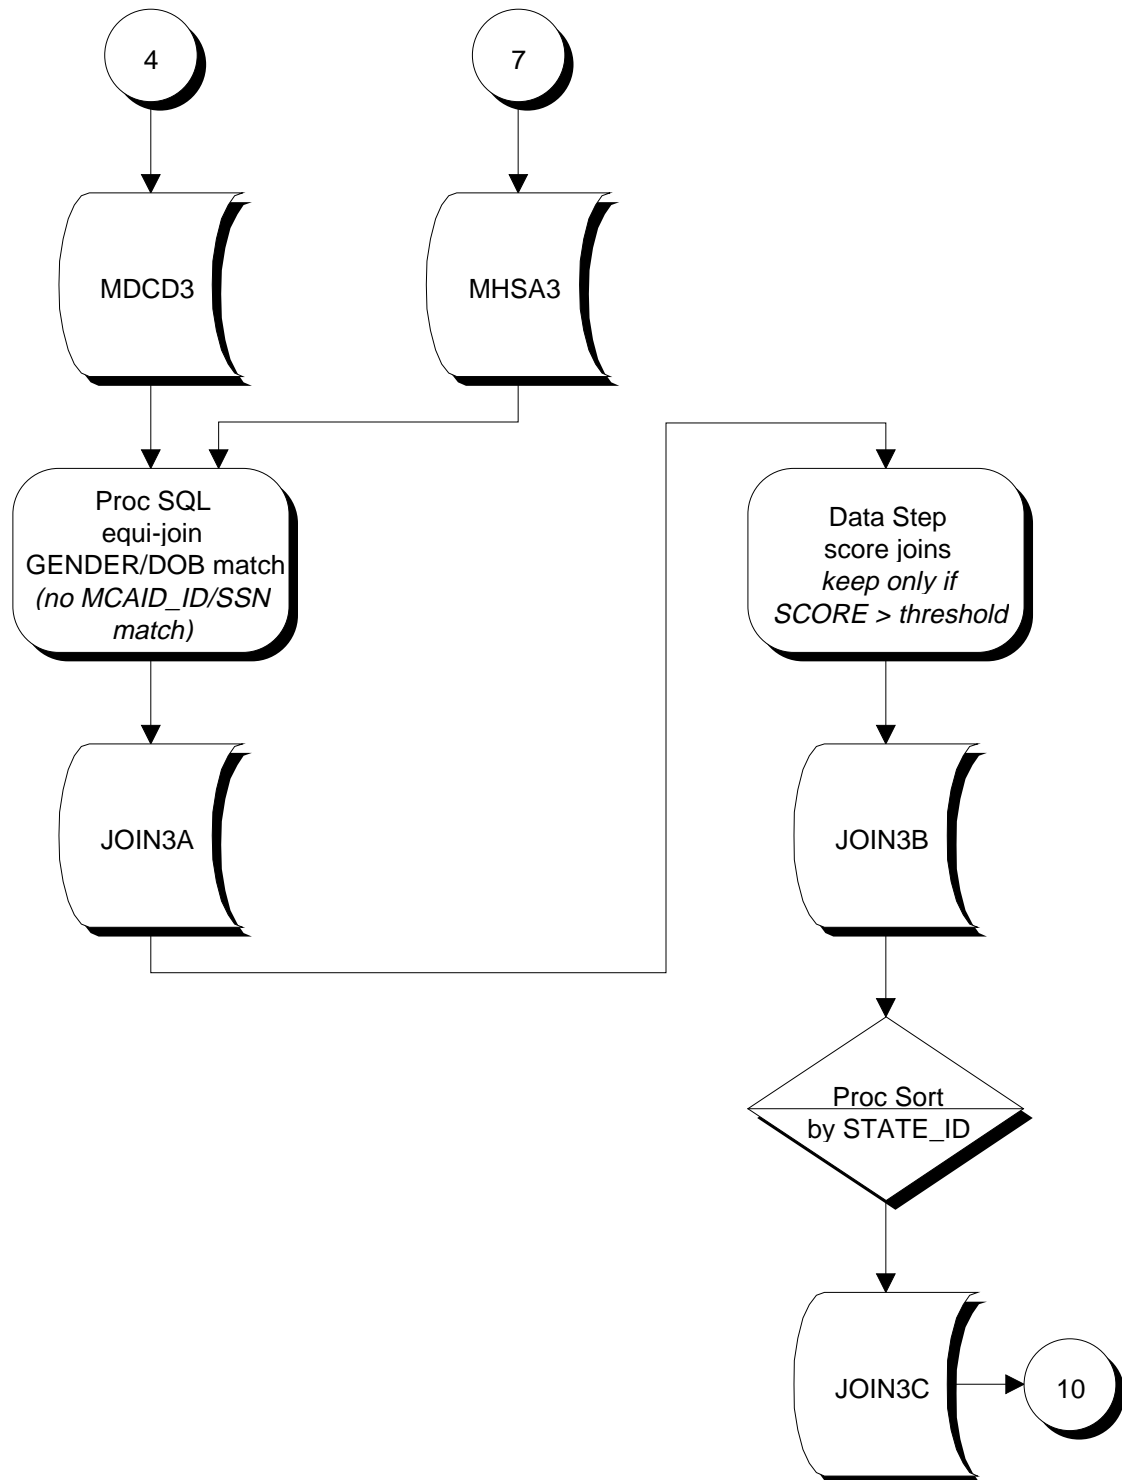 4
7
MDCD3
MHSA3
Proc SQL
equi-join
GENDER/DOB match
(no MCAID_ID/SSN
match)
Data Step
score joins
keep only if
SCORE > threshold
JOIN3A
JOIN3B
Proc Sort
by STATE_ID
JOIN3C
10